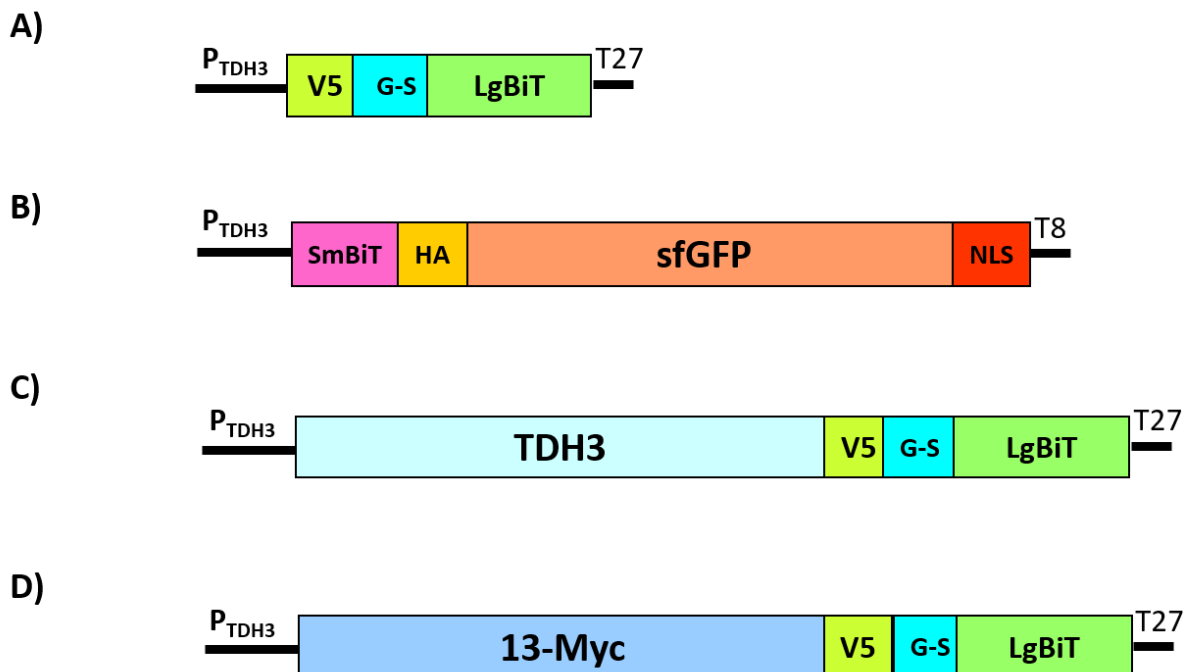 A)
PTDH3 V5 G-S LgBiT T27
B)
PTDH3 SmBiT HA sfGFP NLS T8
C)
PTDH3 TDH3 V5 G-S LgBiT T27
D)
PTDH3 13-Myc V5 G-S LgBiT T27